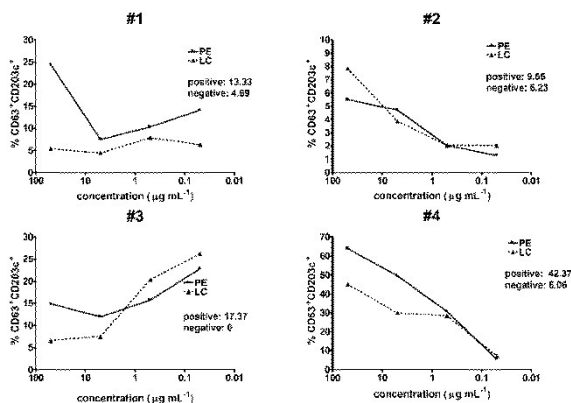 #1
30
25
20
15
10
5
0
% CD63⁺CD203c⁺
PE
LC
positive: 13.33
negative: 4.69
100
10
1
0.1
0.01
concentration (µg mL⁻¹)
#2
9
8
7
6
5
4
3
2
1
0
% CD63⁺CD203c⁺
PE
LC
positive:
negative: 6.23
100
10
1
0.1
0.01
concentration (µg mL⁻¹)
#3
30
25
20
15
10
5
0
% CD63⁺CD203c⁺
PE
LC
positive: 17.37
negative: 0
100
10
1
0.1
0.01
concentration (µg mL⁻¹)
#4
70
60
50
40
30
20
10
0
% CD63⁺CD203c⁺
PE
LC
positive: 42.37
negative:
100
10
1
0.1
0.01
concentration (µg mL⁻¹)